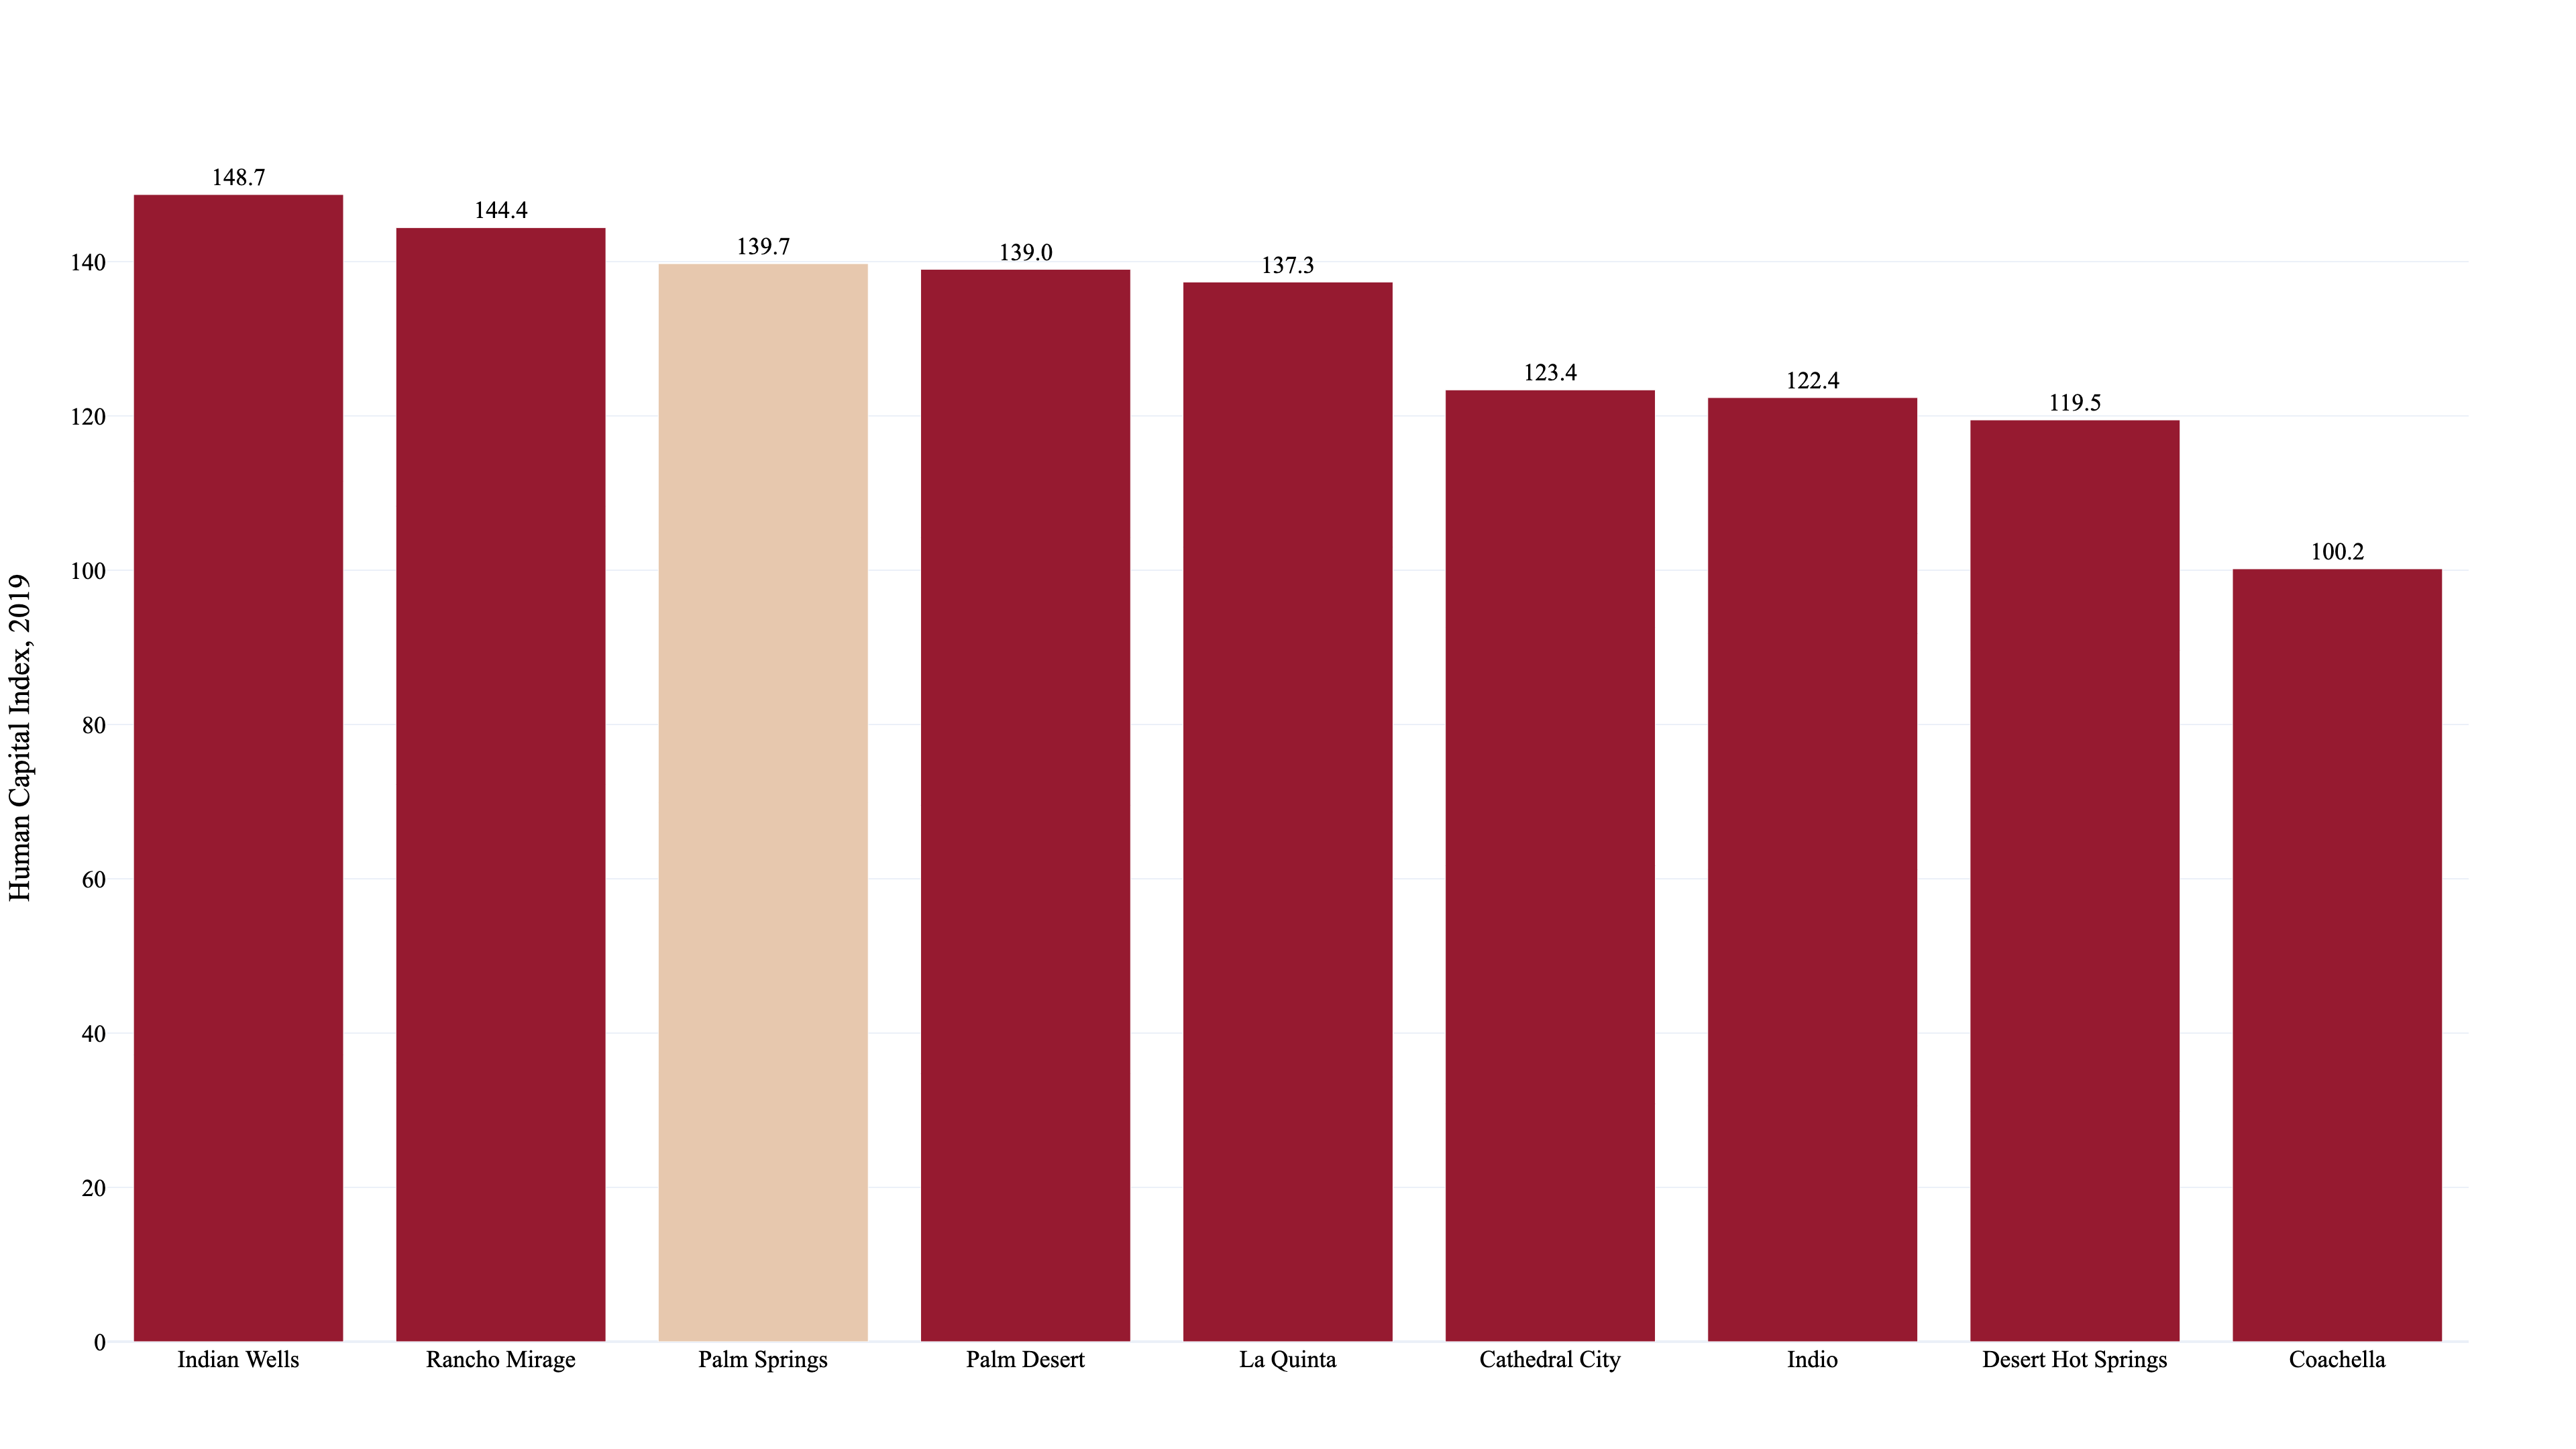 148.7
144.4
139.7
139.0
137.3
123.4
122.4
119.5
100.2
140
120
100
80
60
40
20
0
Human Capital Index, 2019
Indian Wells
Rancho Mirage
Palm Springs
Palm Desert
La Quinta
Cathedral City
Indio
Desert Hot Springs
Coachella